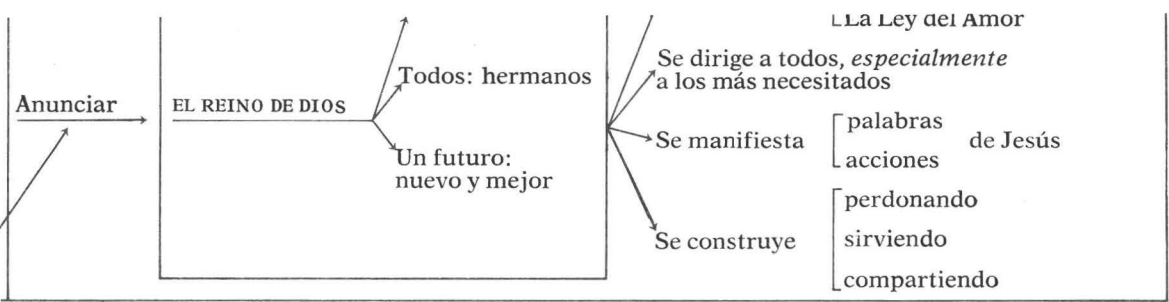 La Ley del Amor
Se dirige a todos, especialmente
a los más necesitados
Todos: hermanos
Anunciar
EL REINO DE DIOS
palabras
Se manifiesta
de Jesús
acciones
Un futuro:
nuevo y mejor
perdonando
Se construye
sirviendo
compartiendo